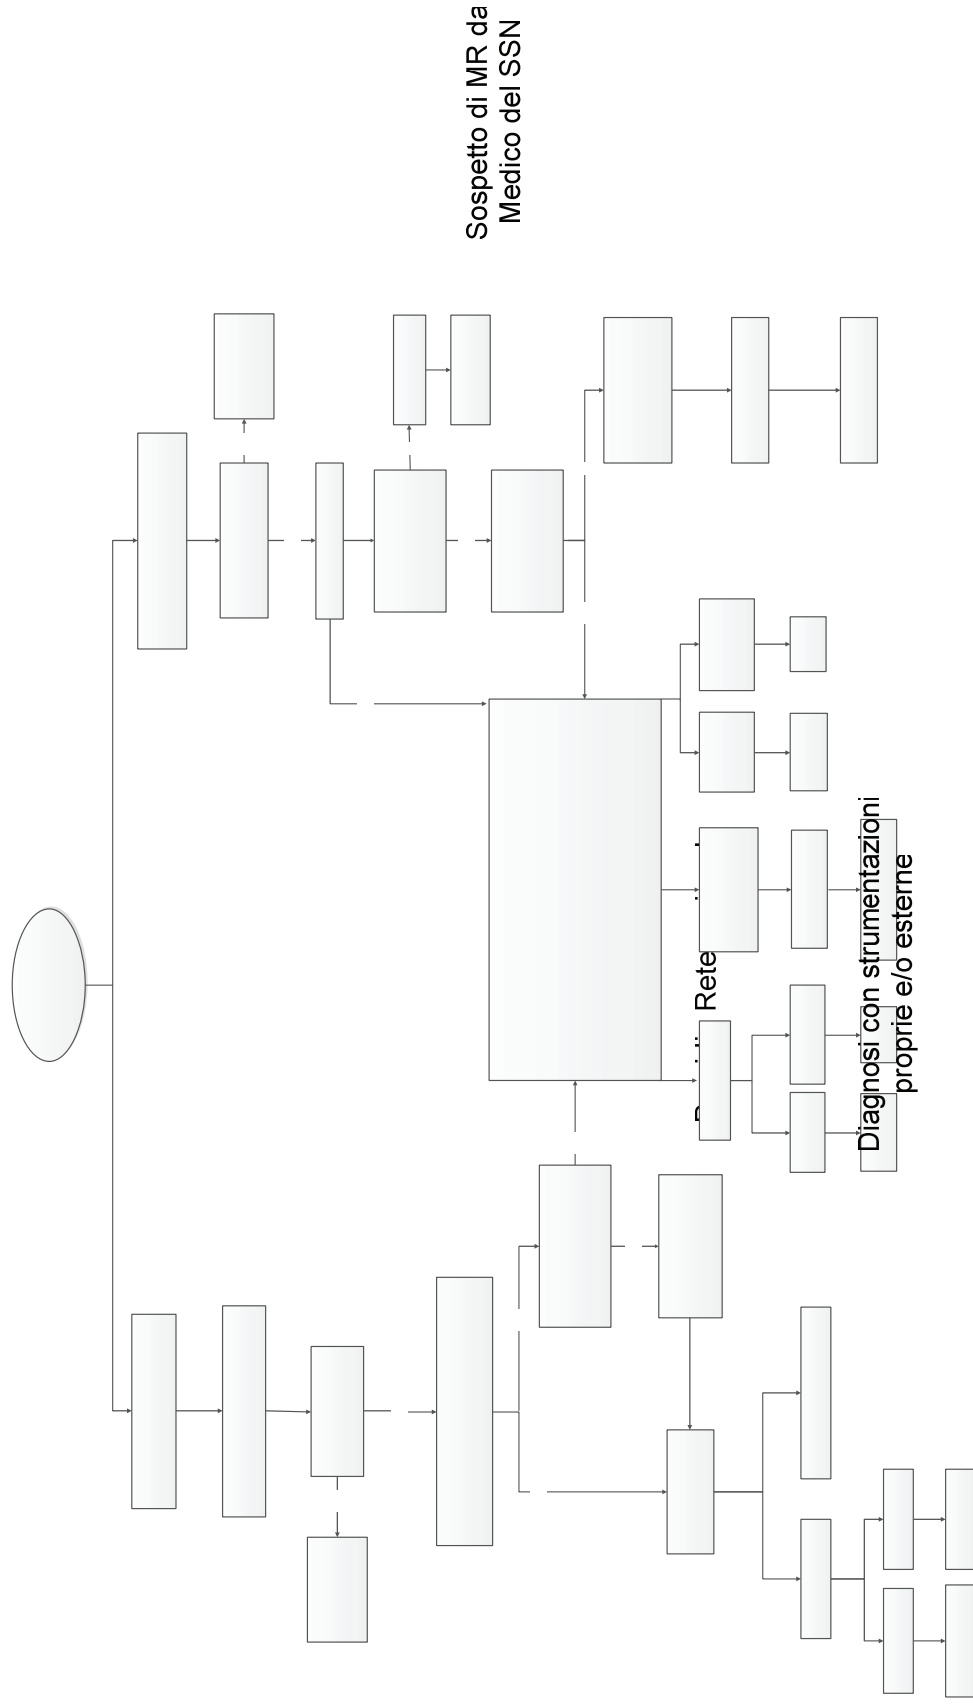 Sospetto di MR da
Medico del SSN
Rete
Diagnosi con strumentazioni
proprie e/o esterne